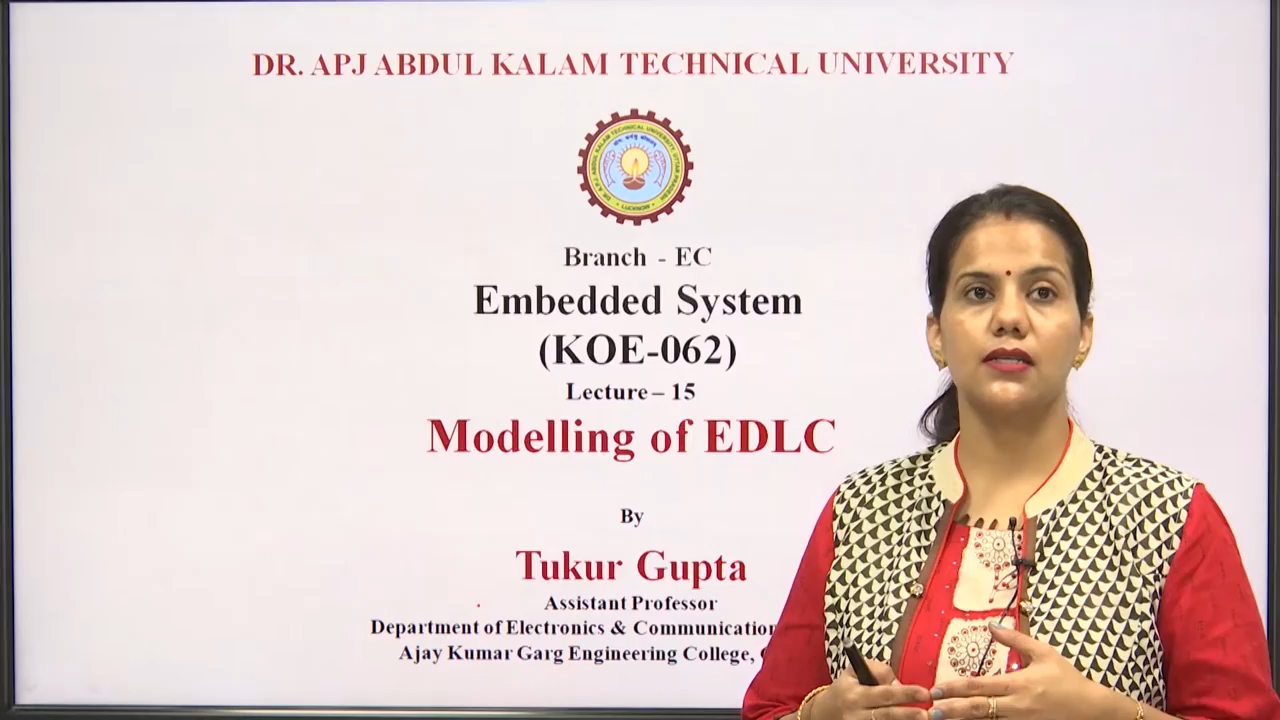 DR. APJ ABDUL KALAM TECHNICAL UNIVERSITY
Branch - EC
Embedded System
(KOE-062)
Lecture – 15
Modelling of EDLC
By
Tukur Gupta
Assistant Professor
Department of Electronics & Communication
Ajay Kumar Garg Engineering College,